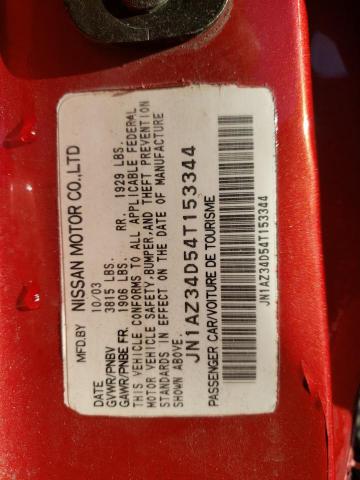 MFD.BY NISSAN MOTOR CO.,LTD
DATE 10/03
GVWR/PNBV 3815 LBS.
GAWR/PNBE FR. 1908 LBS. RR. 1929 LBS.
THIS VEHICLE CONFORMS TO ALL APPLICABLE FEDERAL
MOTOR VEHICLE SAFETY,BUMPER,AND THEFT PREVENTION
STANDARDS IN EFFECT ON THE DATE OF MANUFACTURE
SHOWN ABOVE.
JN1AZ34D54T153344
PASSENGER CAR/VOITURE DE TOURISME
JN1AZ34D54T153344